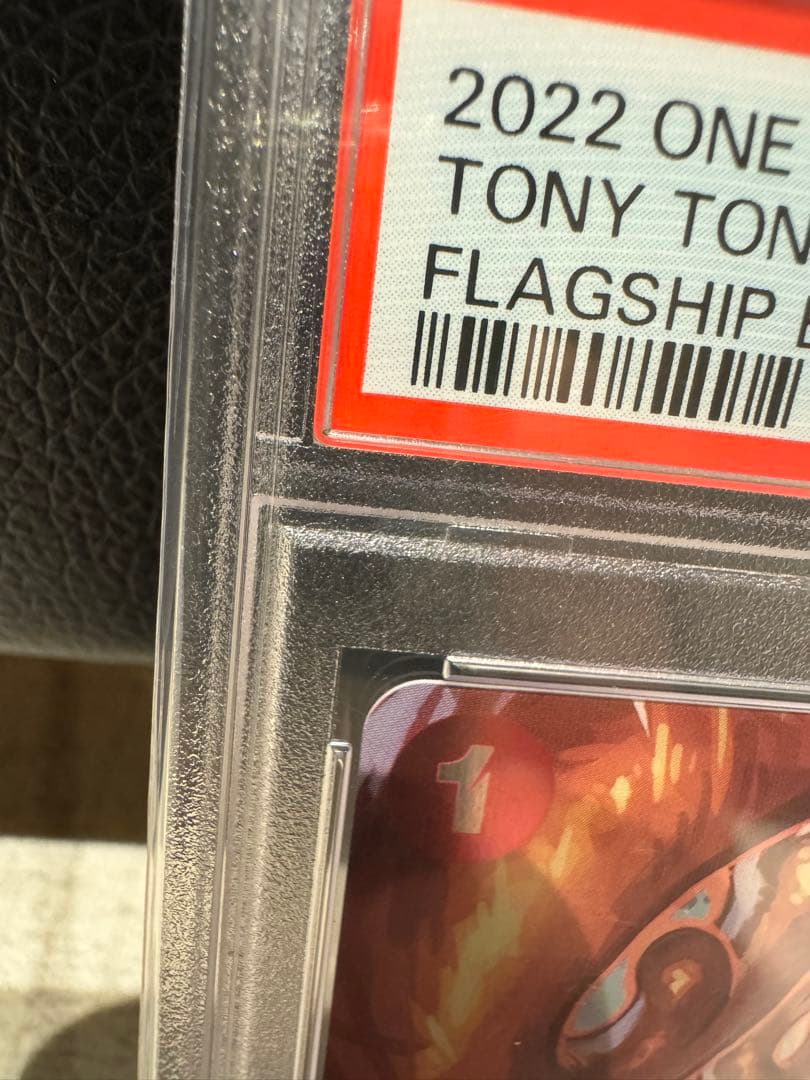 2022 ONE
TONY TON
FLAGSHIP
1